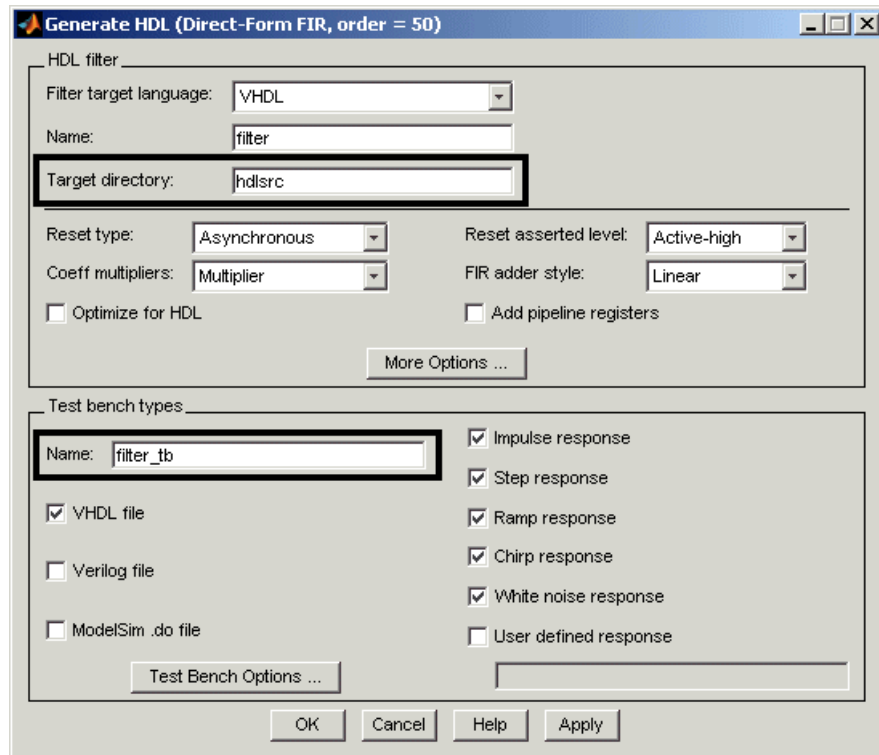 Generate HDL (Direct-Form FIR, order = 50)
HDL filter
Filter target language: VHDL
Name: filter
Target directory: hdlsrc
Reset type: Asynchronous Reset asserted level: Active-high
Coeff multipliers: Multiplier FIR adder style: Linear
Optimize for HDL Add pipeline registers
More Options ...
Test bench types
Name: filter_tb
Impulse response
Step response
VHDL file
Ramp response
Chirp response
Verilog file
White noise response
ModelSim .do file
User defined response
Test Bench Options ...
OK Cancel Help Apply